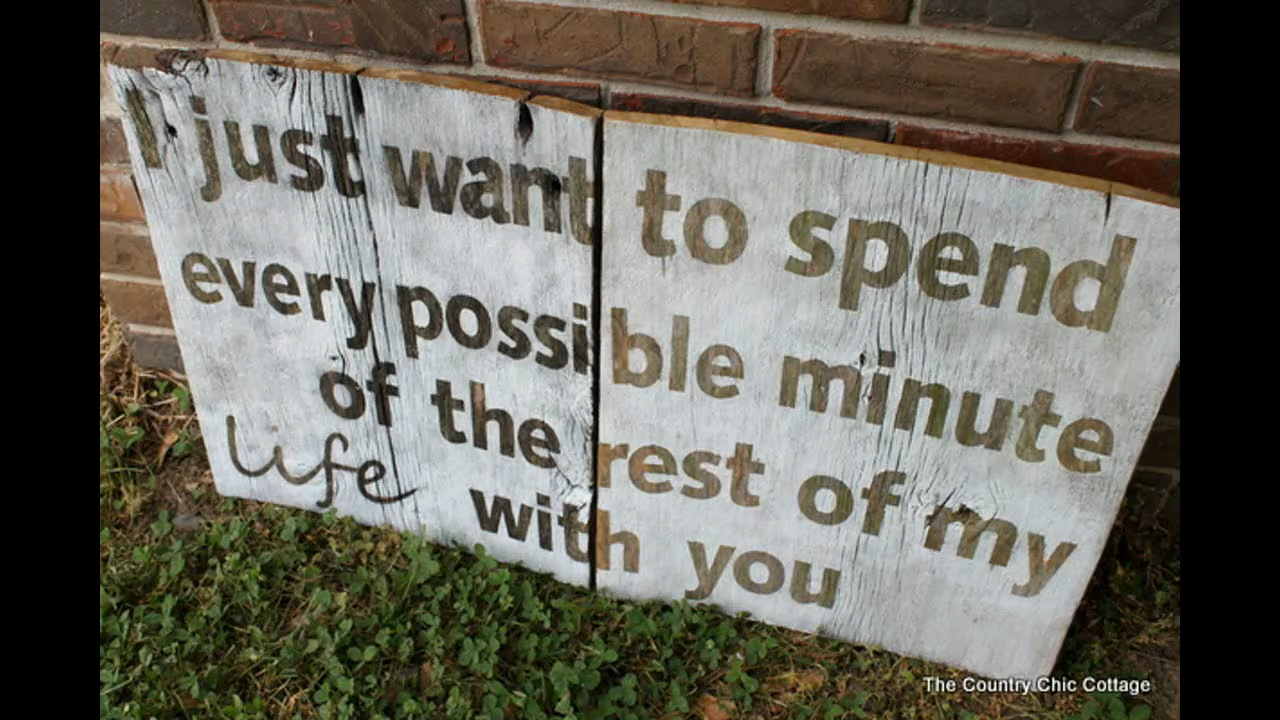 I just want to spend
every possible minute
of the rest of my
life with you
The Country Chic Cottage